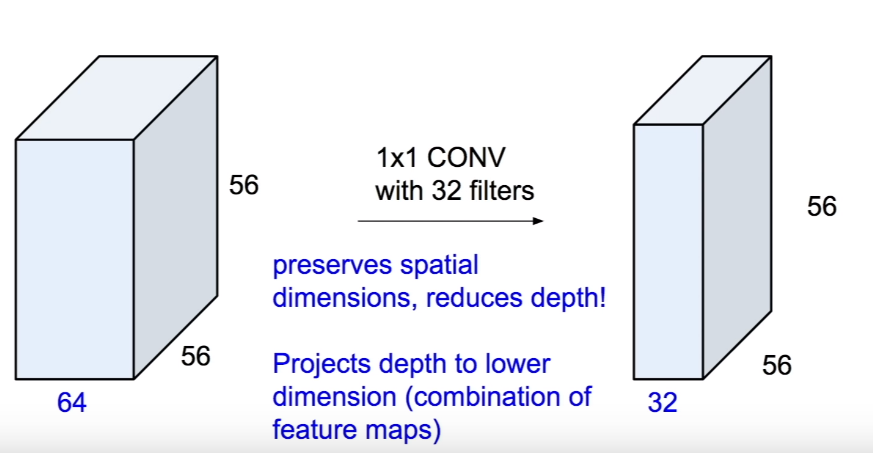 56
56
64
1x1 CONV
with 32 filters
preserves spatial
dimensions, reduces depth!
Projects depth to lower
dimension (combination of
feature maps)
56
56
32